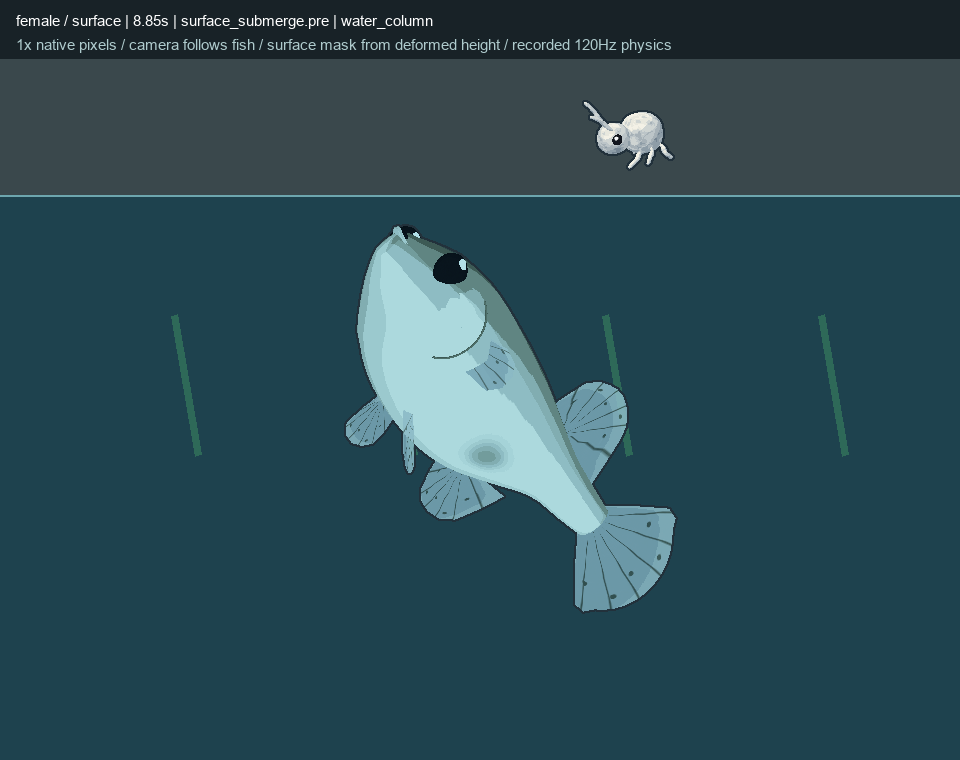 female / surface | 8.85s | surface_submerge.pre | water_column
1x native pixels / camera follows fish / surface mask from deformed height / recorded 120Hz physics